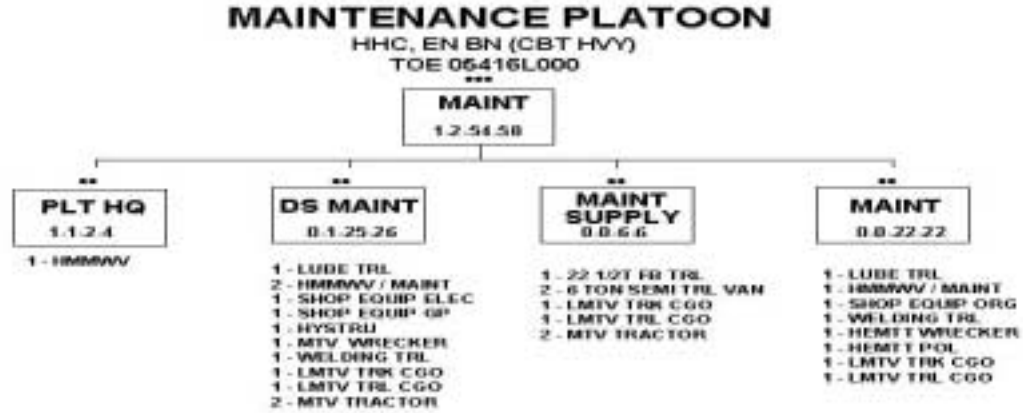 MAINTENANCE PLATOON
HHC, EN BN (CBT HVY)
TOE 05416L000
•••
MAINT
1-2-54-58
••
PLT HQ
1-1-2-4
1 - HMMWV
••
DS MAINT
0-1-25-26
1 - LUBE TRL
2 - HMMWV / MAINT
1 - SHOP EQUIP ELEC
1 - SHOP EQUIP GP
1 - HYSTRU
1 - MTV WRECKER
1 - WELDING TRL
1 - LMTV TRK CGO
1 - LMTV TRL CGO
2 - MTV TRACTOR
••
MAINT
SUPPLY
0-0-6-6
1 - 22 1/2T FB TRL
2 - 6 TON SEMI TRL VAN
1 - LMTV TRK CGO
1 - LMTV TRL CGO
2 - MTV TRACTOR
••
MAINT
0-0-22-22
1 - LUBE TRL
1 - HMMWV / MAINT
1 - SHOP EQUIP ORG
1 - WELDING TRL
1 - HEMTT WRECKER
1 - HEMTT POL
1 - LMTV TRK CGO
1 - LMTV TRL CGO